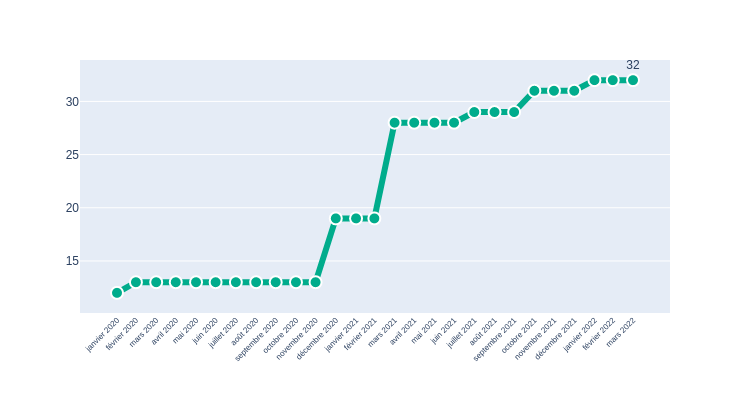 32
30
25
20
15
janvier 2020
février 2020
mars 2020
avril 2020
mai 2020
juin 2020
juillet 2020
août 2020
septembre 2020
octobre 2020
novembre 2020
décembre 2020
janvier 2021
février 2021
mars 2021
avril 2021
mai 2021
juin 2021
juillet 2021
août 2021
septembre 2021
octobre 2021
novembre 2021
décembre 2021
janvier 2022
février 2022
mars 2022